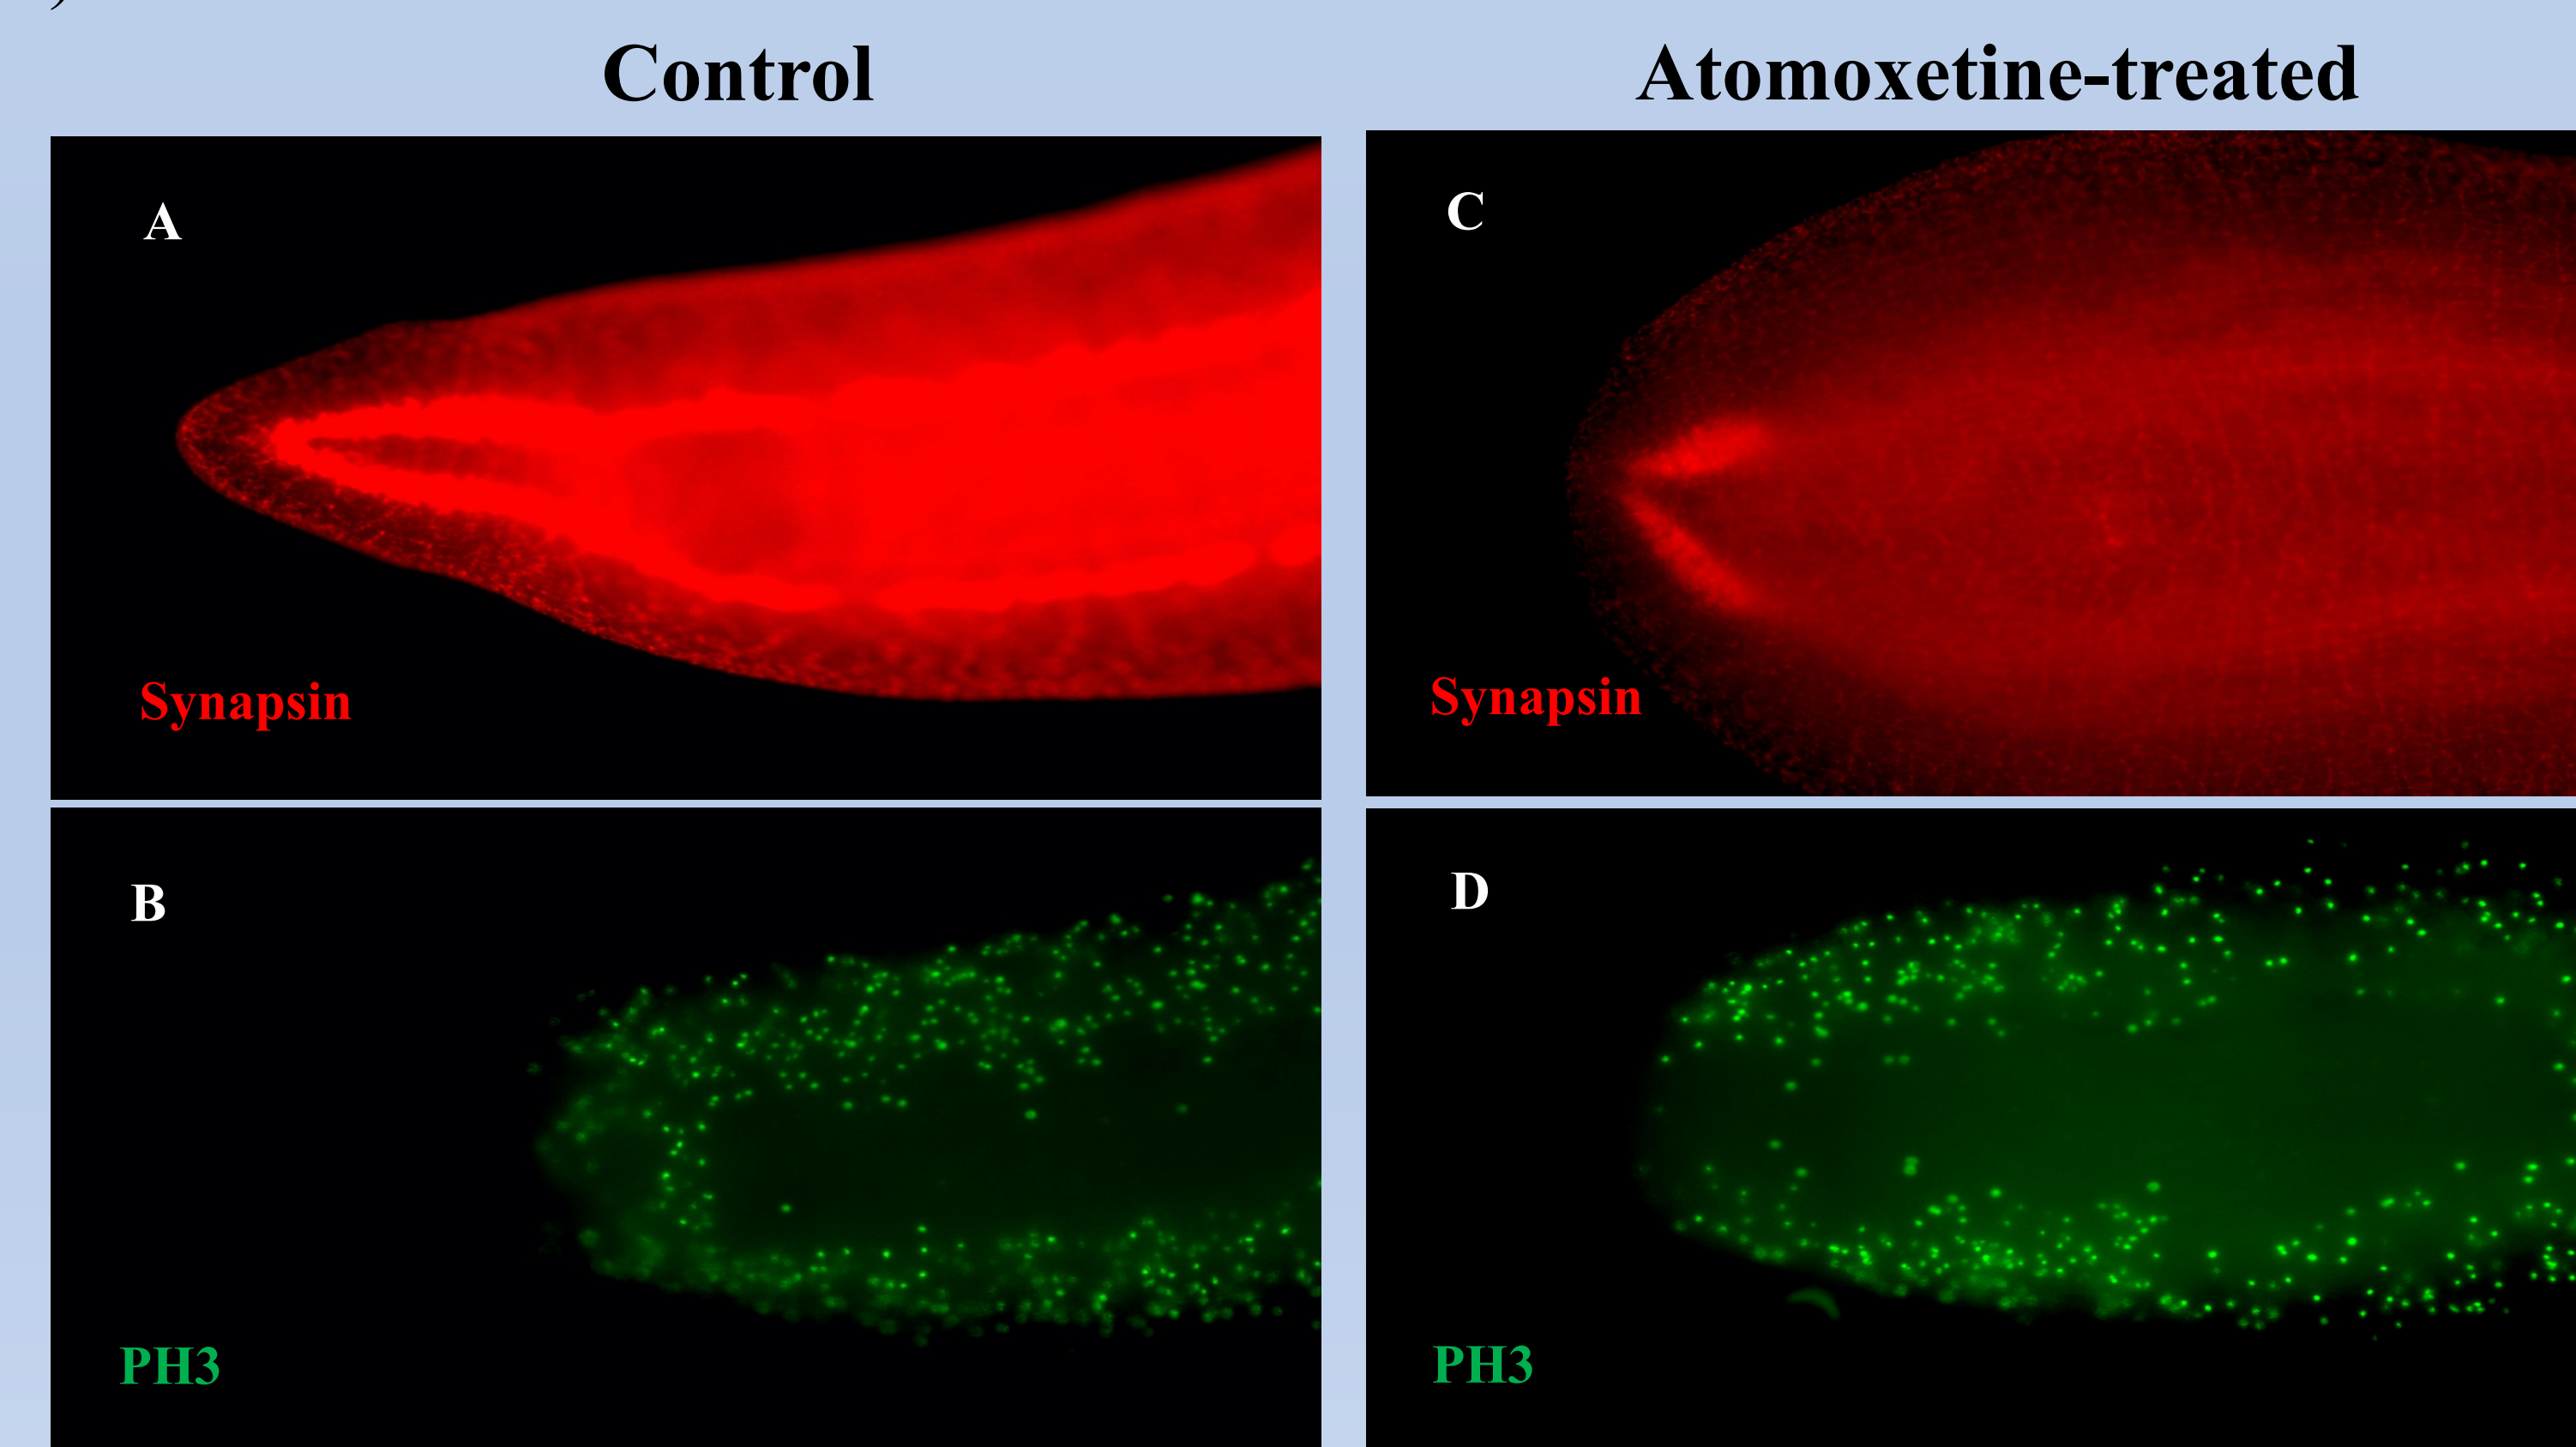 )
Control
Atomoxetine-treated
A
C
Synapsin
Synapsin
B
D
PH3
PH3